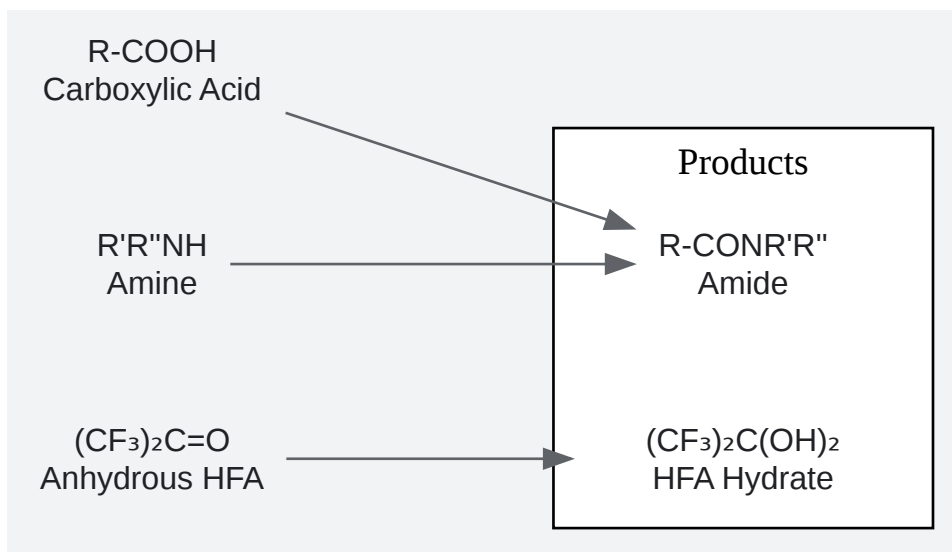 R-COOH
Carboxylic Acid
Products
R'R"NH
Amine
R-CONR'R"
Amide
(CF₃)₂C=O
Anhydrous HFA
(CF₃)₂C(OH)₂
HFA Hydrate